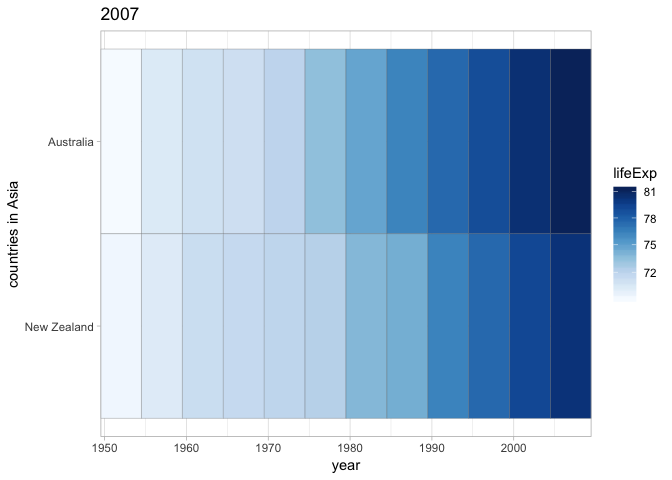 2007
countries in Asia
Australia
New Zealand
1950 1960 1970 1980 1990 2000
year
lifeExp
81
78
75
72